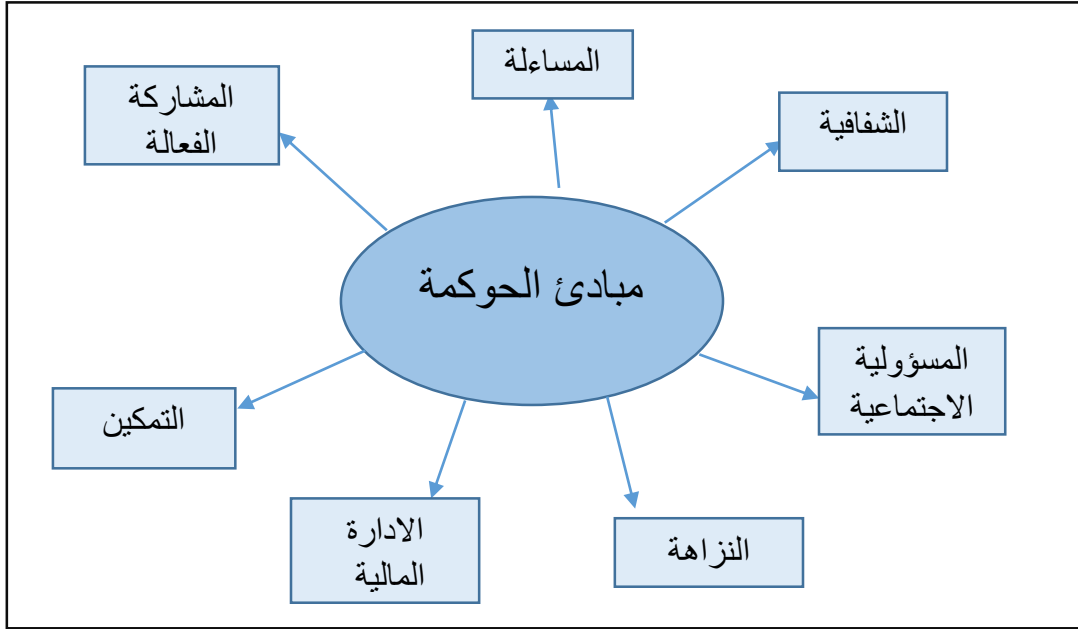 المساءلة
المشاركة
الفعالة
الشفافية
مبادئ الحوكمة
المسؤولية
الاجتماعية
التمكين
الادارة
المالية
النزاهة